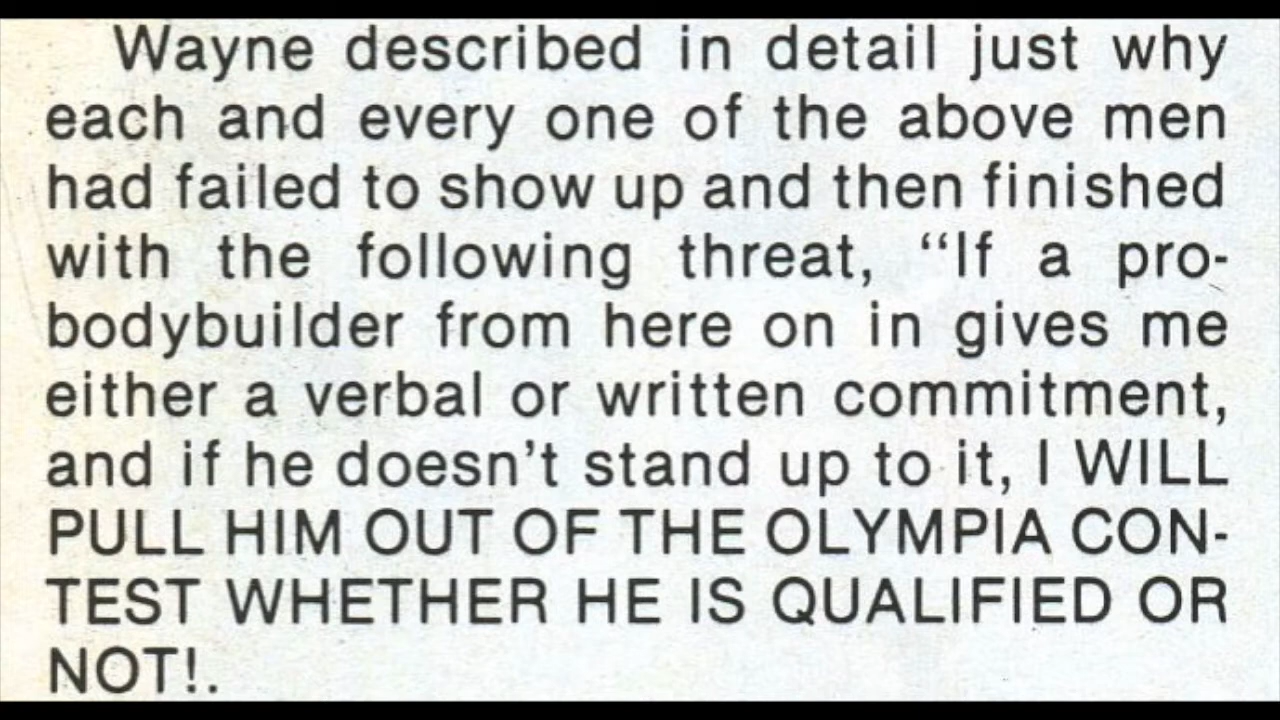 Wayne described in detail just why
each and every one of the above men
had failed to show up and then finished
with the following threat, “If a pro-
bodybuilder from here on in gives me
either a verbal or written commitment,
and if he doesn’t stand up to it, I WILL
PULL HIM OUT OF THE OLYMPIA CON-
TEST WHETHER HE IS QUALIFIED OR
NOT!.